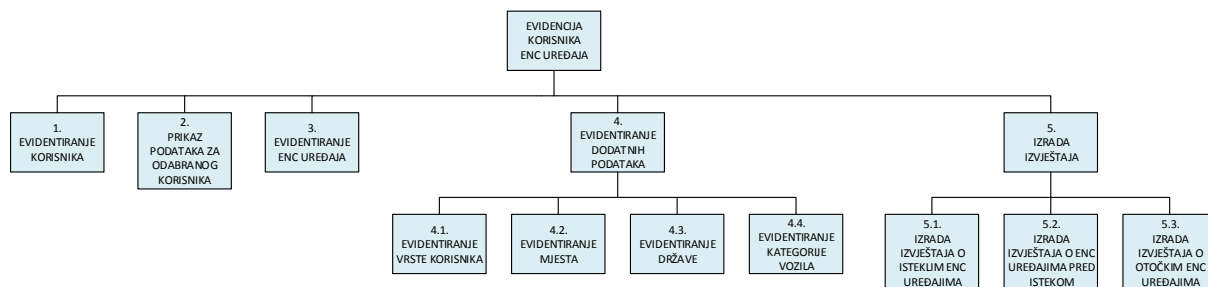 EVIDENCIJA
KORISNIKA
ENC UREĐAJA
1.
EVIDENTIRANJE
KORISNIKA
2.
PRIKAZ
PODATAKA ZA
ODABRANOG
KORISNIKA
3.
EVIDENTIRANJE
ENC UREĐAJA
4.
EVIDENTIRANJE
DODATNIH
PODATAKA
5.
IZRADA
IZVJEŠTAJA
4.1.
EVIDENTIRANJE
VRSTE KORISNIKA
4.2.
EVIDENTIRANJE
MJESTA
4.3.
EVIDENTIRANJE
DRŽAVE
4.4.
EVIDENTIRANJE
KATEGORIJE
VOZILA
5.1.
IZRADA
IZVJEŠTAJA O
ISTEKLIM ENC
UREĐAJIMA
5.2.
IZRADA
IZVJEŠTAJA O ENC
UREĐAJIMA PRED
ISTEKOM
5.3.
IZRADA
IZVJEŠTAJA O
OTOČKIM ENC
UREĐAJIMA